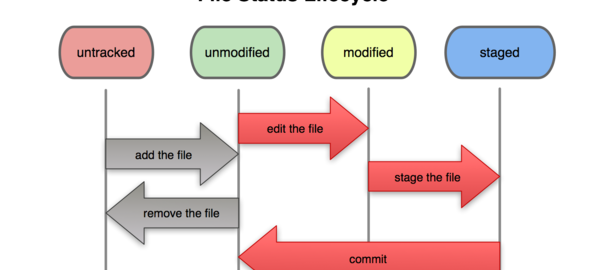 File Status Lifecycle
untracked
unmodified
modified
staged
edit the file
add the file
stage the file
remove the file
commit